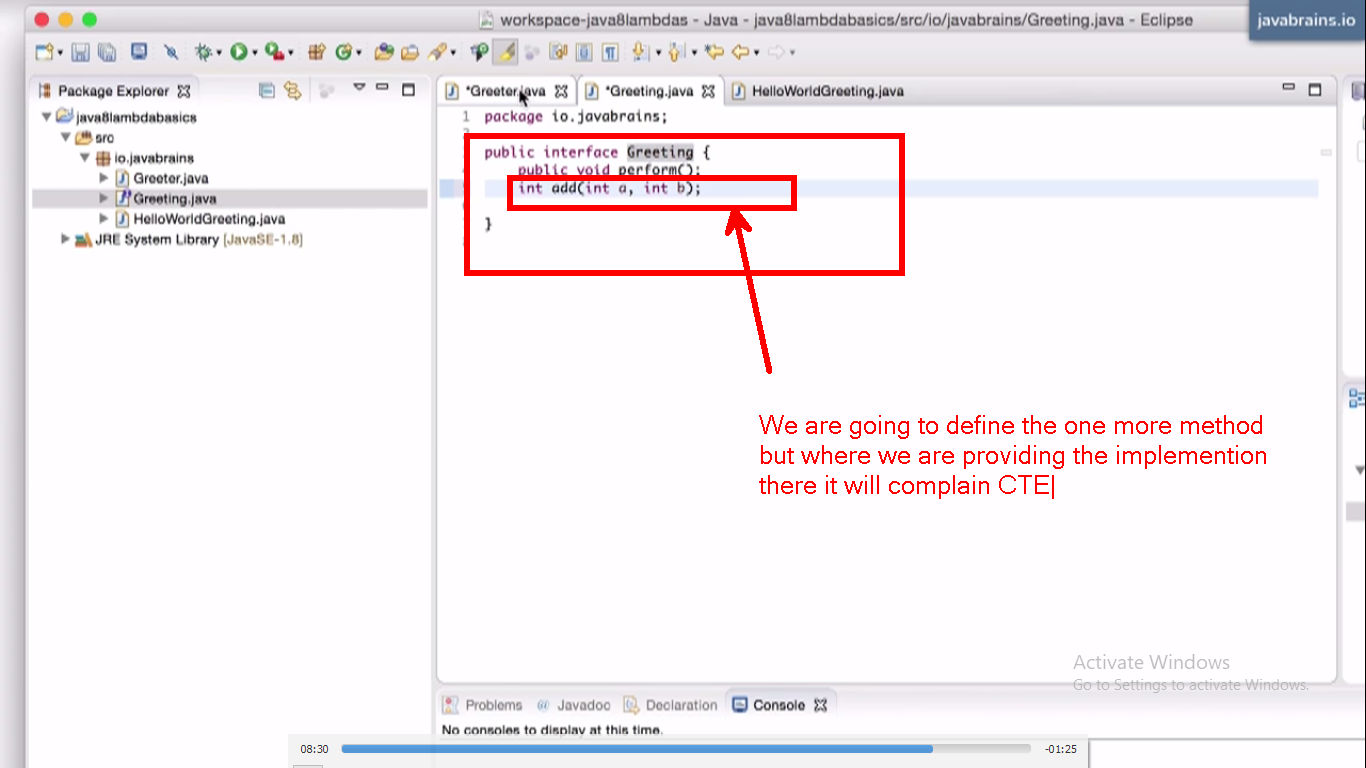 workspace-java8lambdas - Java - java8lambdabasics/src/io/javabrains/Greeting.java - Eclipse
javabrains.io
Package Explorer
java8lambdabasics
src
io.javabrains
Greeter.java
Greeting.java
HelloWorldGreeting.java
JRE System Library [JavaSE-1.8]
*Greeter.java
*Greeting.java
HelloWorldGreeting.java
1 package io.javabrains;
public interface Greeting {
public void perform();
int add(int a, int b);
}
We are going to define the one more method
but where we are providing the implemention
there it will complain CTE
Activate Windows
Go to Settings to activate Windows.
Problems
@ Javadoc
Declaration
Console
No consoles to display at this time.
08:30
-01:25